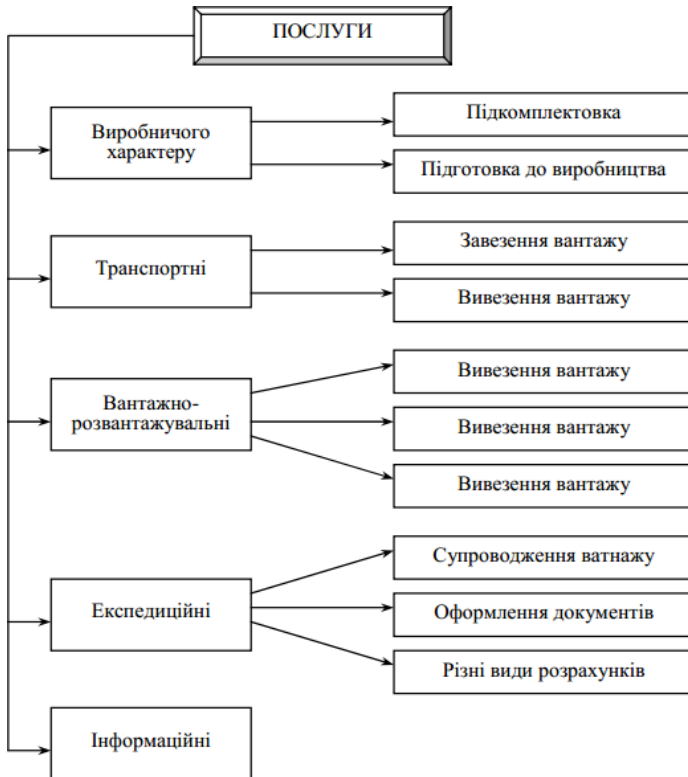 ПОСЛУГИ
Виробничого
характеру
Підкомплектовка
Підготовка до виробництва
Транспортні
Завезення вантажу
Вивезення вантажу
Вантажно-
розвантажувальні
Вивезення вантажу
Вивезення вантажу
Вивезення вантажу
Експедиційні
Супроводження ватнажу
Оформлення документів
Різні види розрахунків
Інформаційні